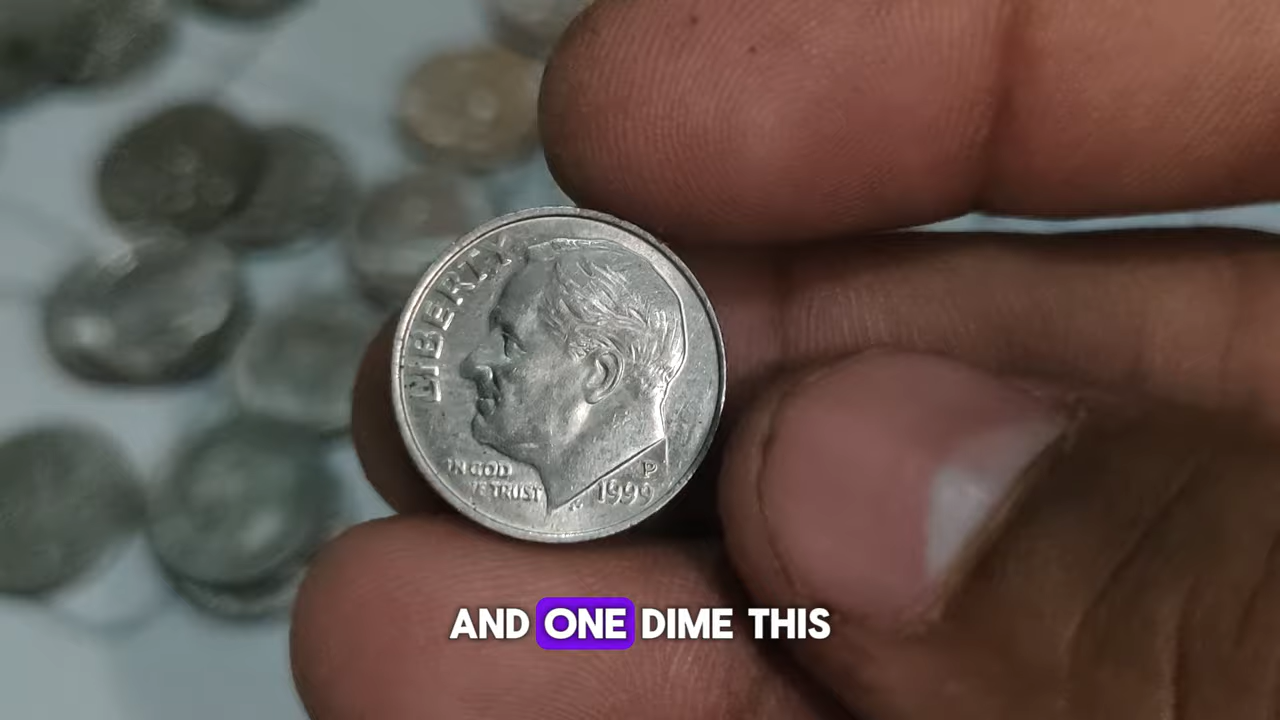 LIBERTY
IN GOD
WE TRUST
P
1999
AND ONE DIME THIS